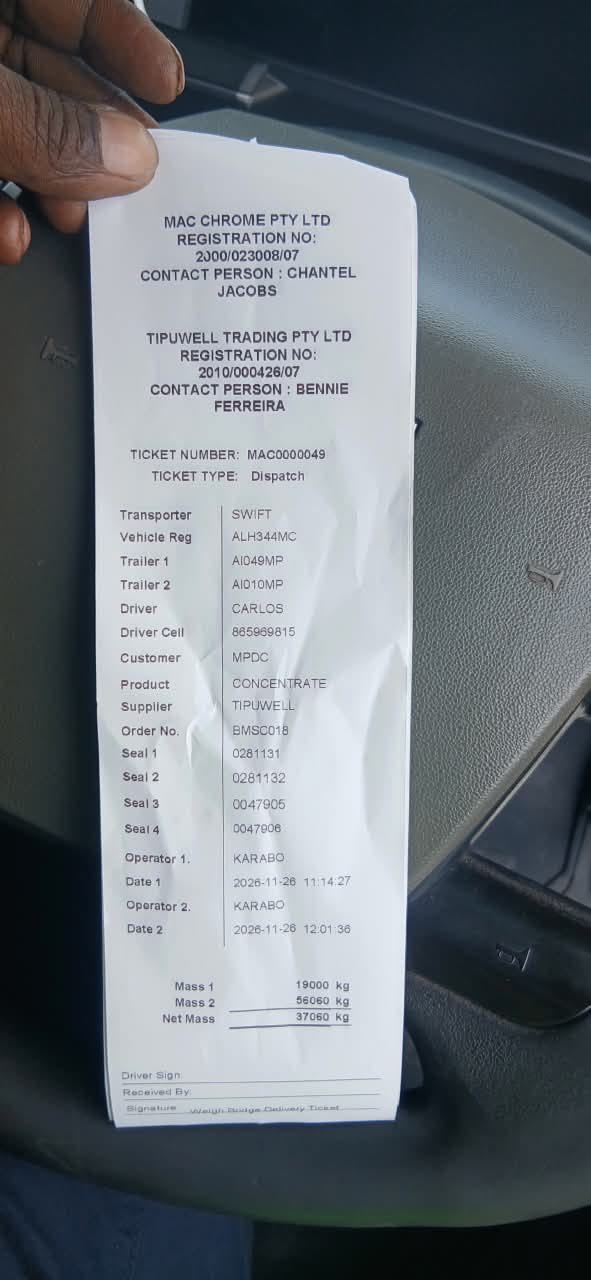 MAC CHROME PTY LTD
REGISTRATION NO:
2000/023008/07
CONTACT PERSON : CHANTEL
JACOBS
TIPUWELL TRADING PTY LTD
REGISTRATION NO:
2010/000426/07
CONTACT PERSON : BENNIE
FERREIRA
TICKET NUMBER: MAC0000049
TICKET TYPE: Dispatch
Transporter SWIFT
Vehicle Reg ALH344MC
Trailer 1 AI049MP
Trailer 2 AI010MP
Driver CARLOS
Driver Cell 865969815
Customer MPDC
Product CONCENTRATE
Supplier TIPUWELL
Order No. BMSC018
Seal 1 0281131
Seal 2 0281132
Seal 3 0047905
Seal 4 0047906
Operator 1. KARABO
Date 1 2026-11-26 11:14:27
Operator 2. KARABO
Date 2 2026-11-26 12:01:36
Mass 1 19000 kg
Mass 2 56060 kg
Net Mass 37060 kg
Driver Sign:
Received By:
Signature Weigh Bridge Delivery Ticket